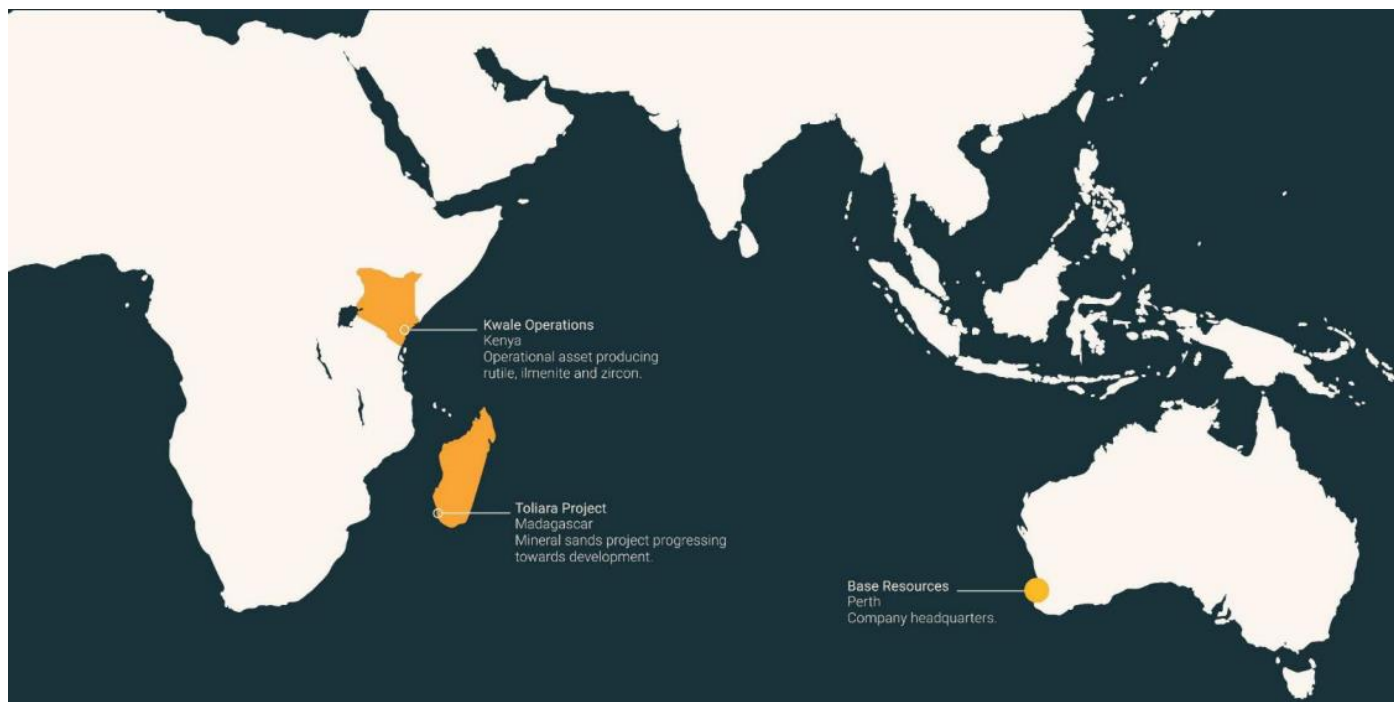 Kwale Operations
Kenya
Operational asset producing
rutile, ilmenite and zircon.
Toliara Project
Madagascar
Mineral sands project progressing
towards development.
Base Resources
Perth
Company headquarters.